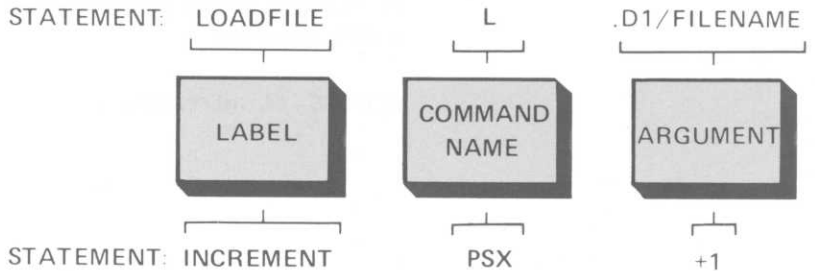 STATEMENT: LOADFILE L .D1/FILENAME
LABEL COMMAND NAME ARGUMENT
STATEMENT: INCREMENT PSX +1